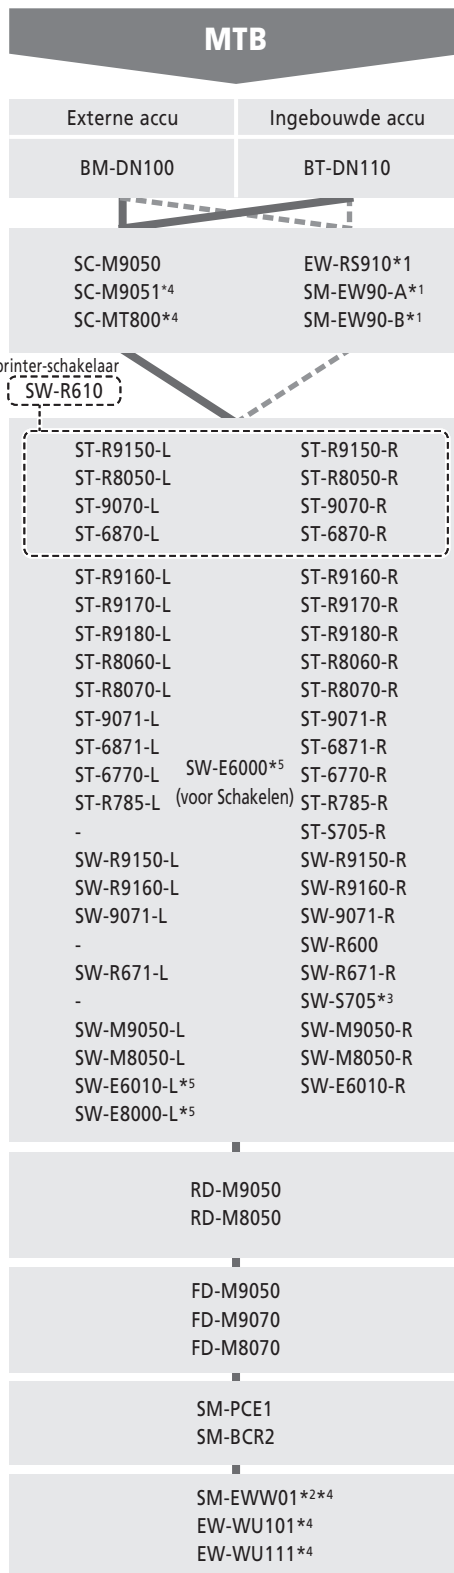 MTB
Externe accu Ingebouwde accu
BM-DN100 BT-DN110
SC-M9050 EW-RS910*1
SC-M9051*4 SM-EW90-A*1
SC-MT800*4 SM-EW90-B*1
printer-schakelaar
SW-R610
ST-R9150-L ST-R9150-R
ST-R8050-L ST-R8050-R
ST-9070-L ST-9070-R
ST-6870-L ST-6870-R
ST-R9160-L ST-R9160-R
ST-R9170-L ST-R9170-R
ST-R9180-L ST-R9180-R
ST-R8060-L ST-R8060-R
ST-R8070-L ST-R8070-R
ST-9071-L ST-9071-R
ST-6871-L ST-6871-R
ST-6770-L SW-E6000*5 ST-6770-R
ST-R785-L (voor Schakelen) ST-R785-R
- ST-S705-R
SW-R9150-L SW-R9150-R
SW-R9160-L SW-R9160-R
SW-9071-L SW-9071-R
- SW-R600
SW-R671-L SW-R671-R
- SW-S705*3
SW-M9050-L SW-M9050-R
SW-M8050-L SW-M8050-R
SW-E6010-L*5 SW-E6010-R
SW-E8000-L*5
RD-M9050
RD-M8050
FD-M9050
FD-M9070
FD-M8070
SM-PCE1
SM-BCR2
SM-EWW01*2*4
EW-WU101*4
EW-WU111*4